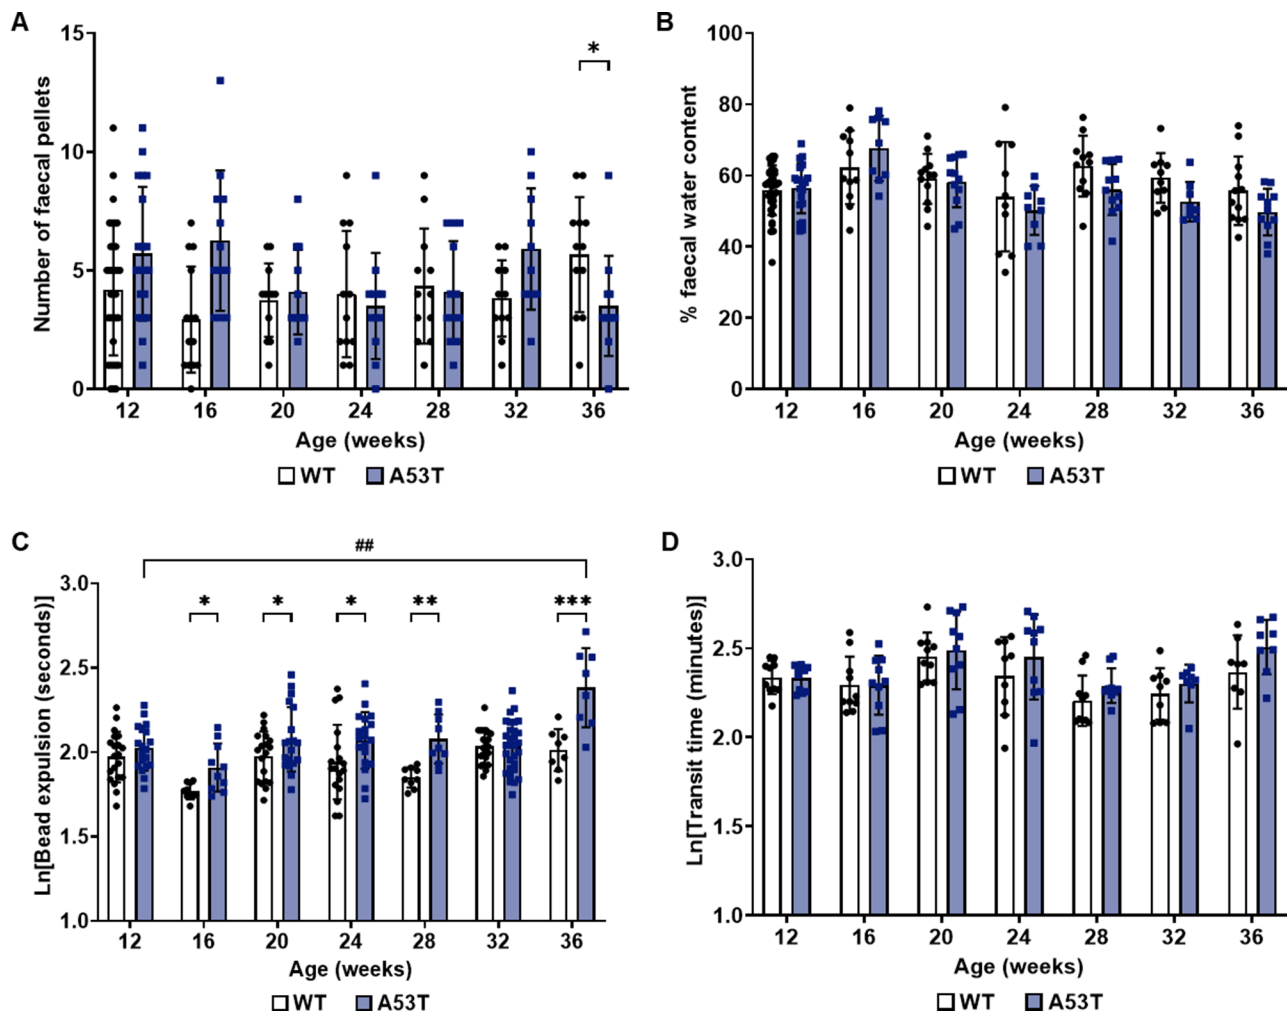 A
Number of faecal pellets
15
10
5
0
*
12 16 20 24 28 32 36
Age (weeks)
WT A53T
B
% faecal water content
100
80
60
40
20
0
12 16 20 24 28 32 36
Age (weeks)
WT A53T
C
Ln[Bead expulsion (seconds)]
3.0
2.5
2.0
1.5
1.0
##
* * * ** ***
12 16 20 24 28 32 36
Age (weeks)
WT A53T
D
Ln[Transit time (minutes)]
3.0
2.5
2.0
1.5
1.0
12 16 20 24 28 32 36
Age (weeks)
WT A53T